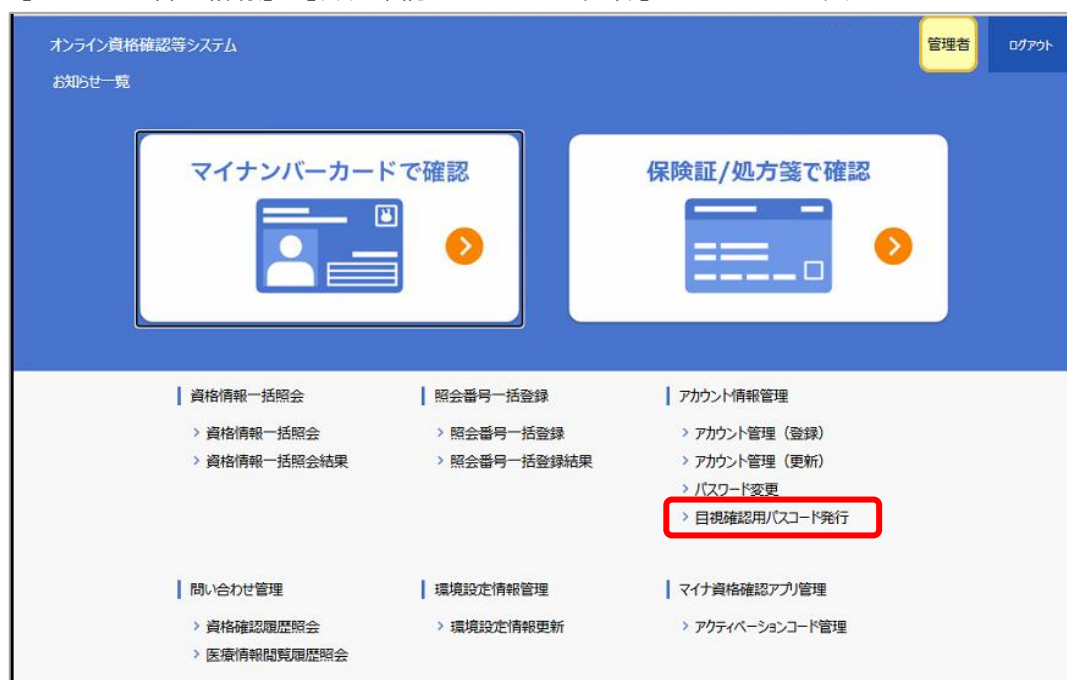 オンライン資格確認等システム
管理者
ログアウト
お知らせ一覧
マイナンバーカードで確認
保険証/処方箋で確認
資格情報一括照会
> 資格情報一括照会
> 資格情報一括照会結果
照会番号一括登録
> 照会番号一括登録
> 照会番号一括登録結果
アカウント情報管理
> アカウント管理（登録）
> アカウント管理（更新）
> パスワード変更
> 目視確認用パスコード発行
問い合わせ管理
> 資格確認履歴照会
> 医療情報閲覧履歴照会
環境設定情報管理
> 環境設定情報更新
マイナ資格確認アプリ管理
> アクティベーションコード管理